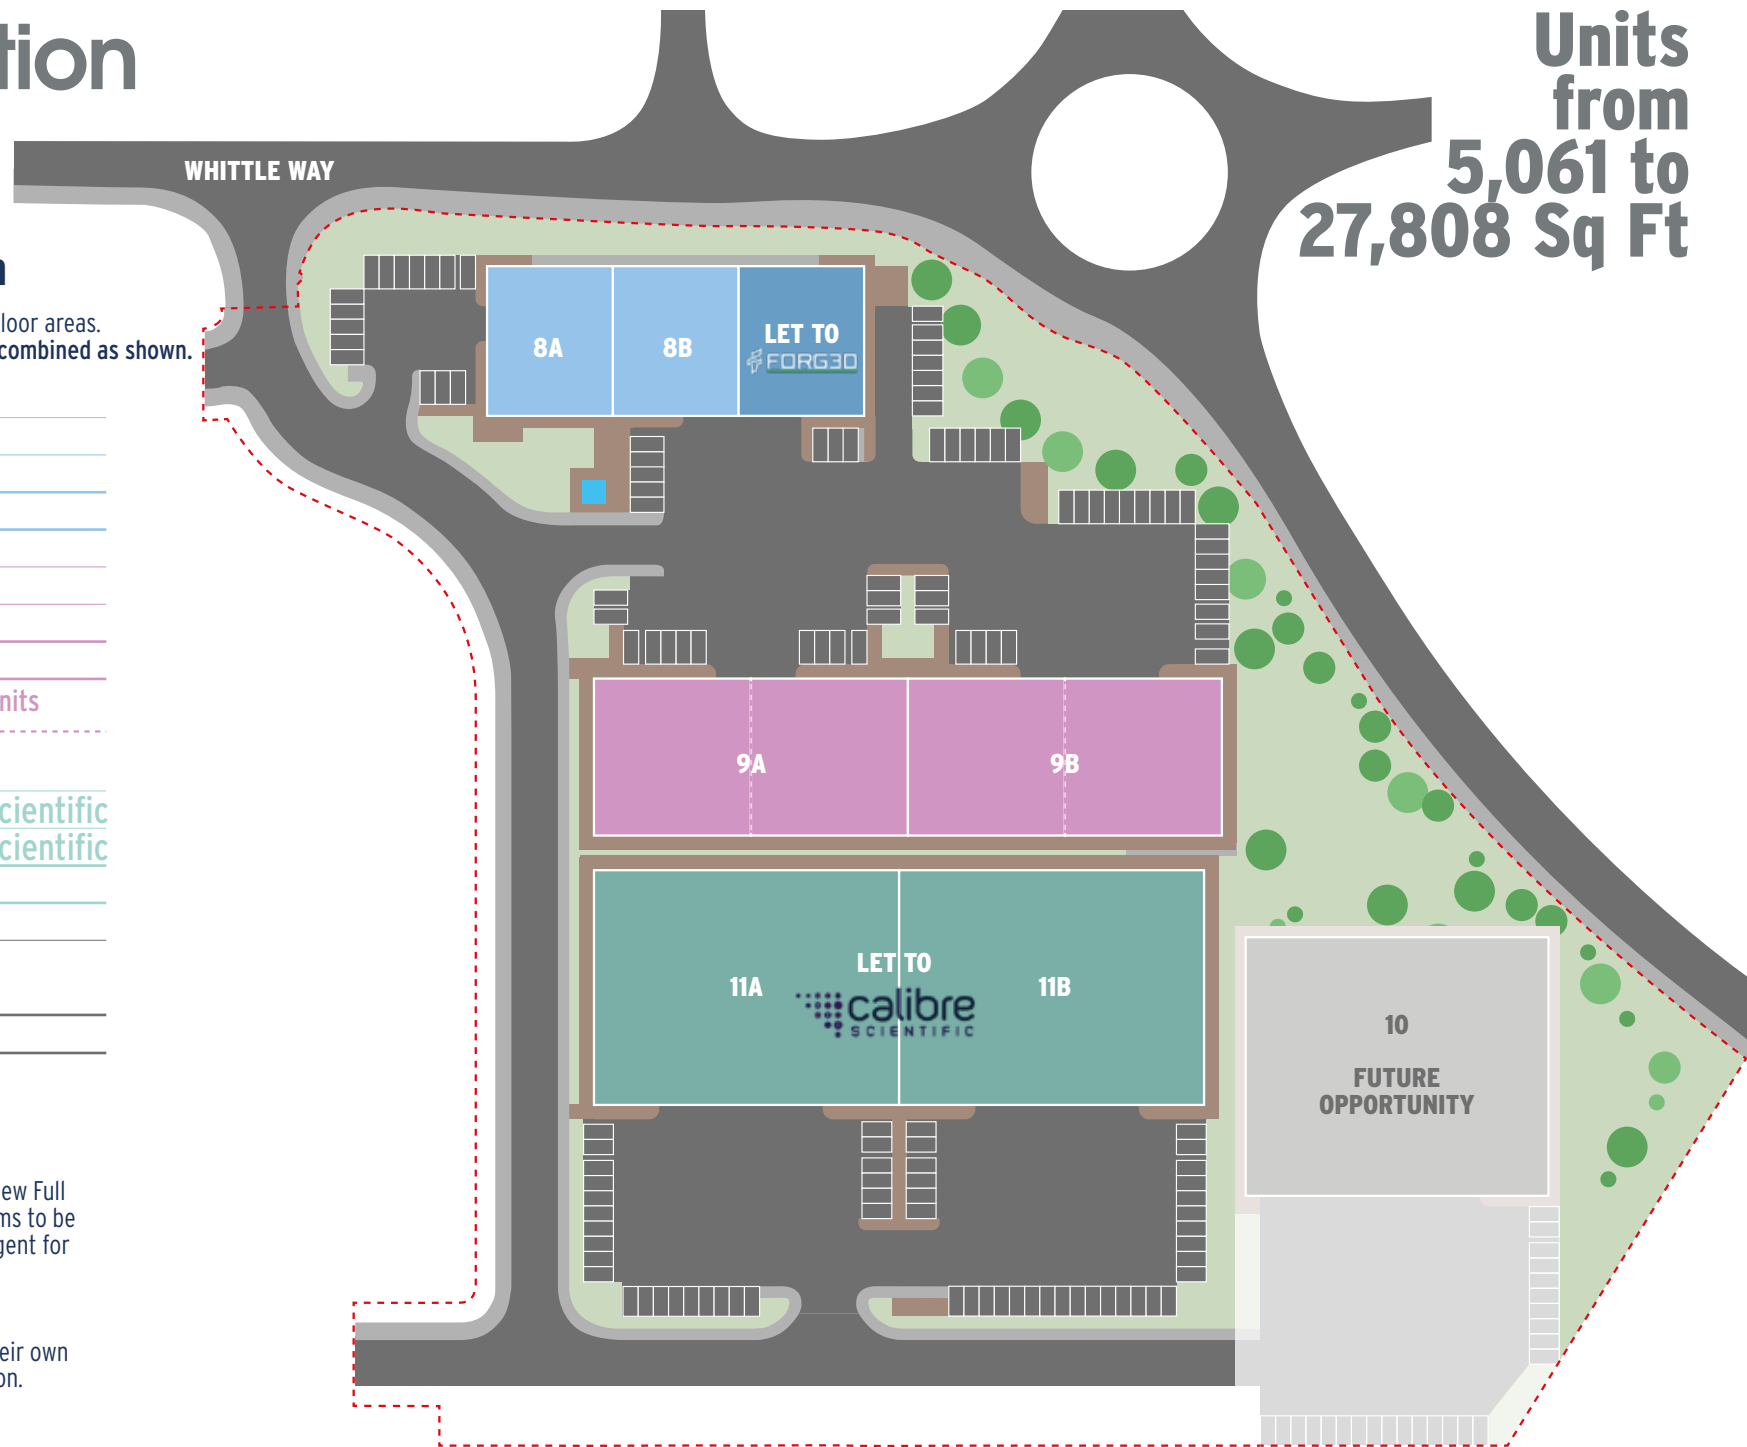 tion
Units
from
5,061 to
27,808 Sq Ft
WHITTLE WAY
loor areas.
combined as shown.
nits
cientific
cientific
ew Full
ms to be
gent for
eir own
on.
8A
8B
LET TO
FORG3D
9A
9B
LET TO
11A
11B
calibre
SCIENTIFIC
10
FUTURE
OPPORTUNITY